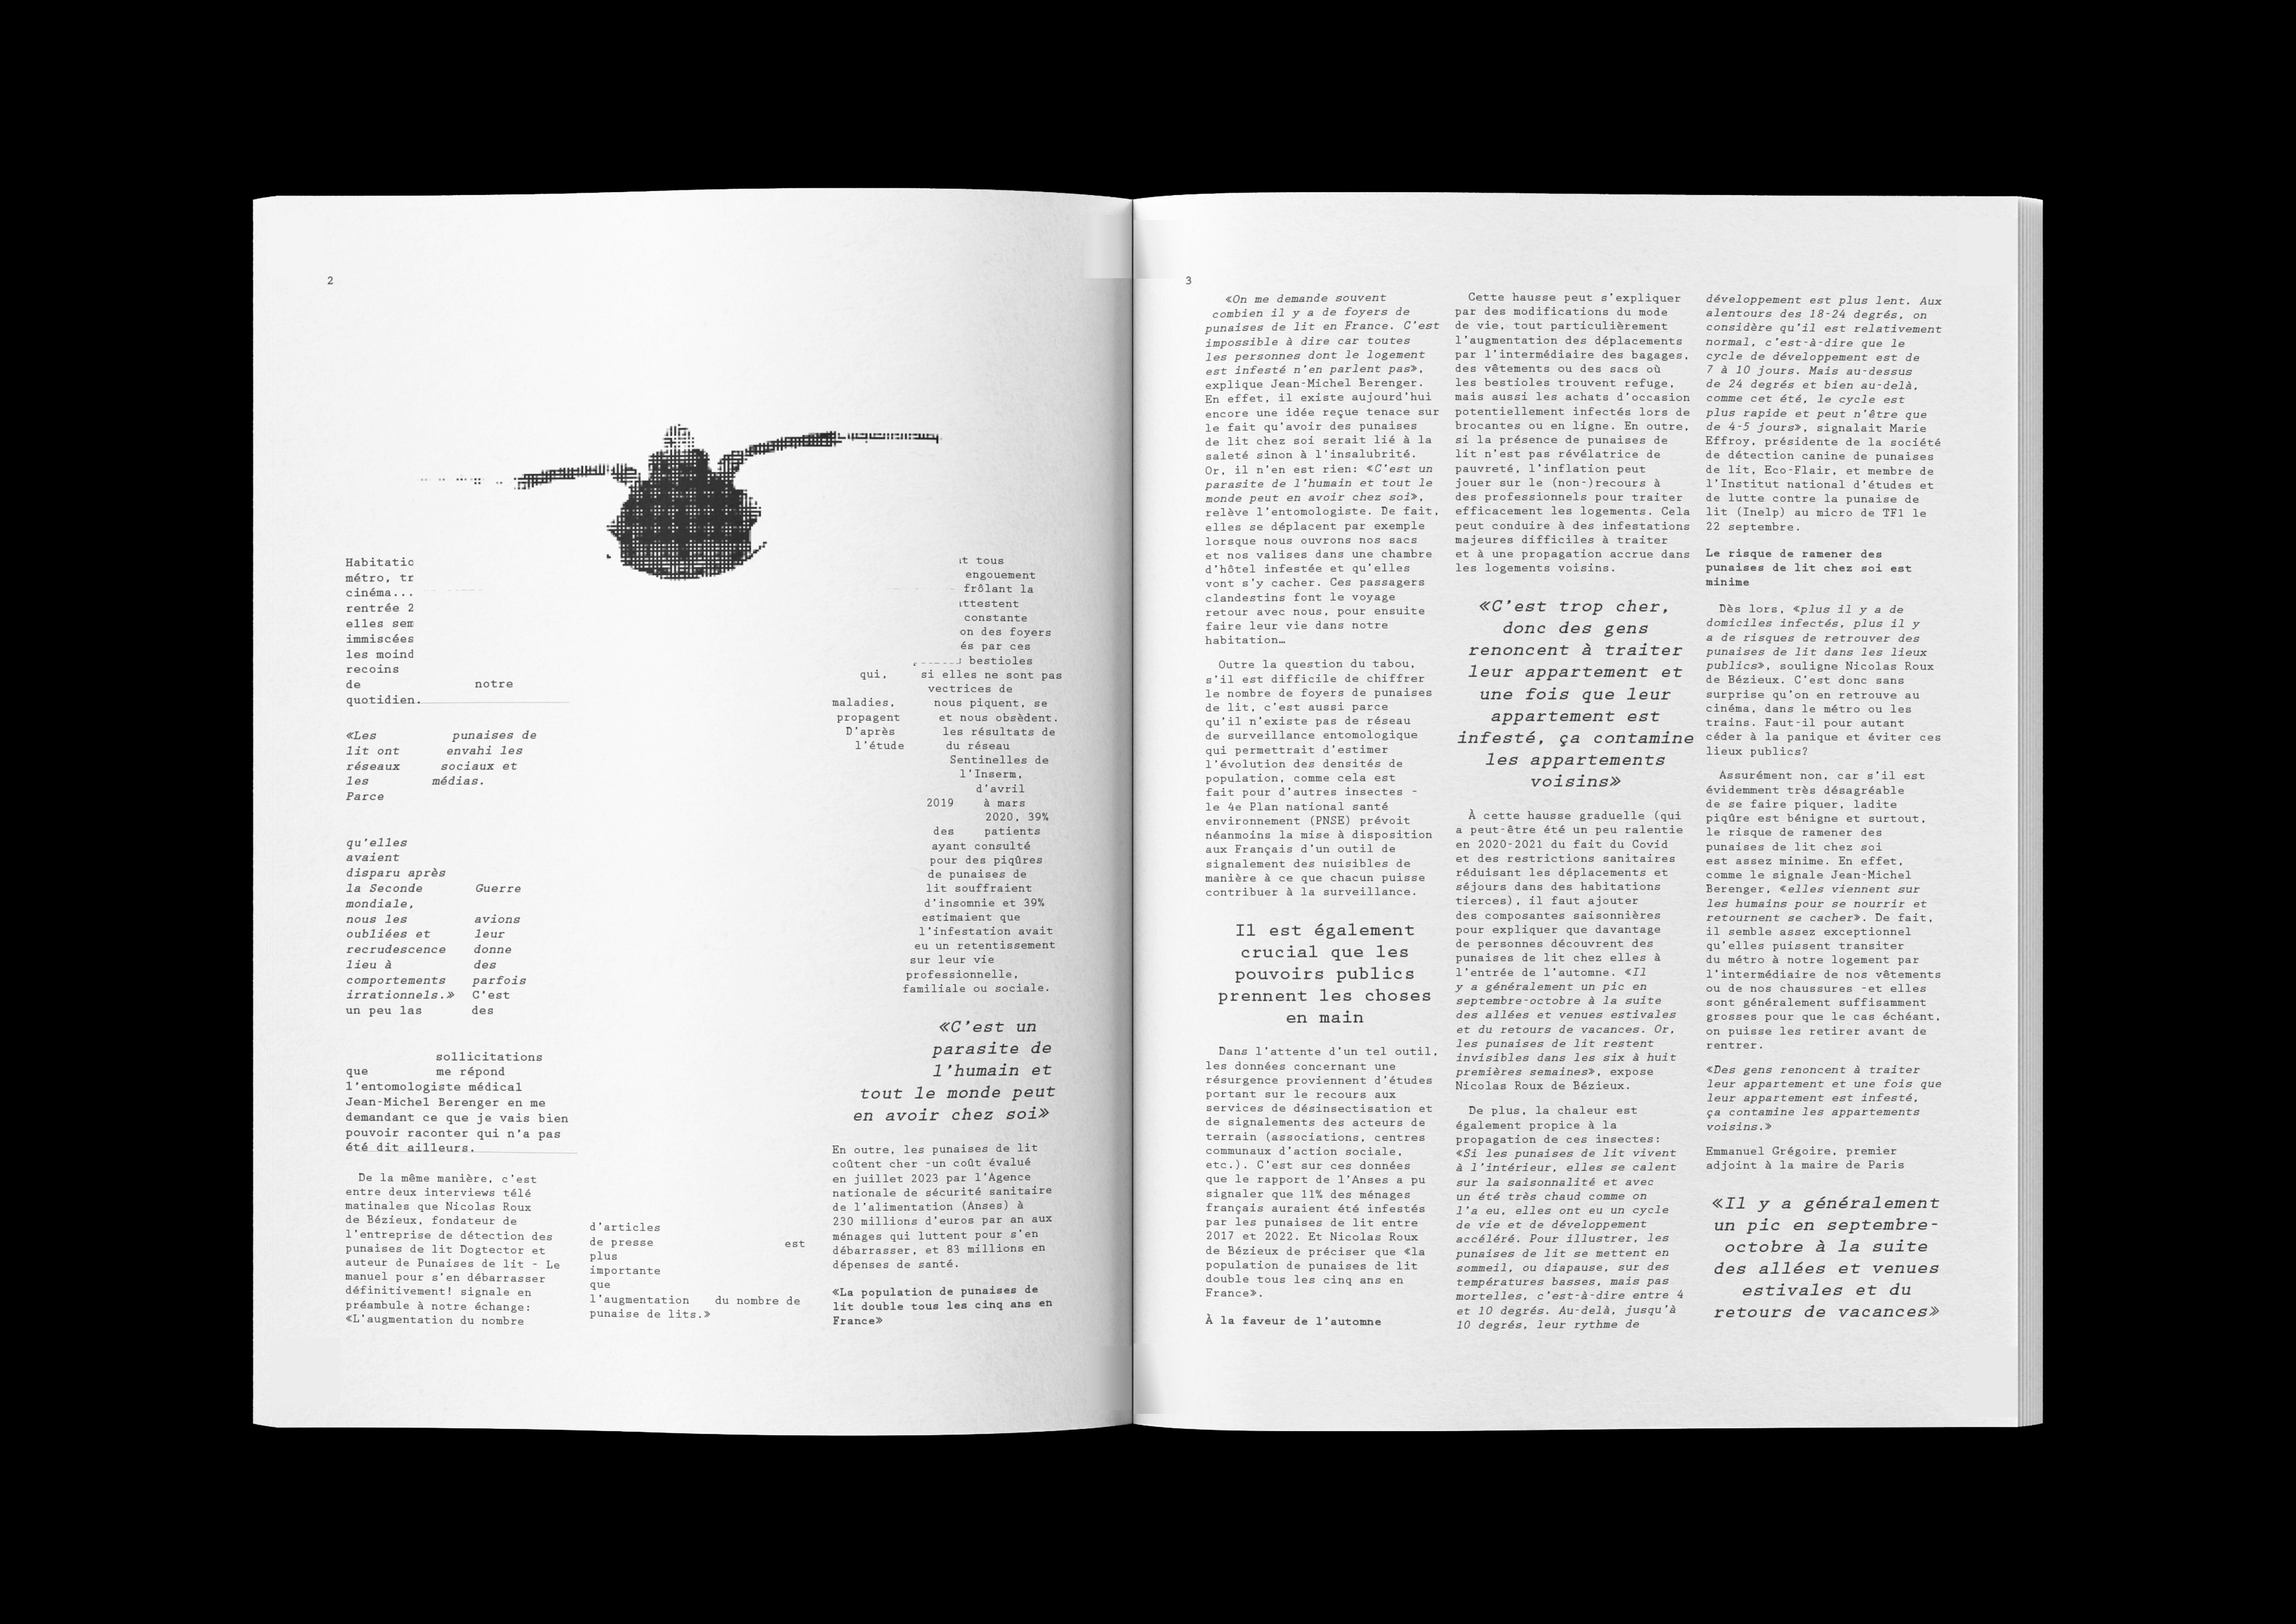 2
Habitatio
métro, tr
cinéma...
rentrée 2
elles sem
immiscées
les moind
recoins
de notre
quotidien.
«Les punaises de
lit ont envahi les
réseaux sociaux et
les médias.
Parce
qu'elles
avaient
disparu après
la Seconde Guerre
mondiale,
nous les avions
oubliées et leur
recrudescence donne
lieu à des
comportements parfois
irrationnels.» C'est
un peu las des
sollicitations
que me répond
l'entomologiste médical
Jean-Michel Berenger en me
demandant ce que je vais bien
pouvoir raconter qui n'a pas
été dit ailleurs.
De la même manière, c'est
entre deux interviews télé
matinales que Nicolas Roux
de Bézieux, fondateur de
l'entreprise de détection des
punaises de lit Dogtector et
auteur de Punaises de lit - Le
manuel pour s'en débarrasser
définitivement! signale en
préambule à notre échange:
«L'augmentation du nombre
d'articles
de presse est
plus
importante
que
l'augmentation du nombre de
punaise de lits.»
t tous
engouement
frôlant la
ttestent
constante
on des foyers
és par ces
bestioles
qui, si elles ne sont pas
vectrices de
maladies, nous piquent, se
propagent et nous obsèdent.
D'après les résultats de
l'étude du réseau
Sentinelles de
l'Inserm,
d'avril
2019 à mars
2020, 39%
des patients
ayant consulté
pour des piqûres
de punaises de
lit souffraient
d'insomnie et 39%
estimaient que
l'infestation avait
eu un retentissement
sur leur vie
professionnelle,
familiale ou sociale.
«C'est un
parasite de
l'humain et
tout le monde peut
en avoir chez soi»
En outre, les punaises de lit
coûtent cher -un coût évalué
en juillet 2023 par l'Agence
nationale de sécurité sanitaire
de l'alimentation (Anses) à
230 millions d'euros par an aux
ménages qui luttent pour s'en
débarrasser, et 83 millions en
dépenses de santé.
«La population de punaises de
lit double tous les cinq ans en
France»
3
«On me demande souvent
combien il y a de foyers de
punaises de lit en France. C'est
impossible à dire car toutes
les personnes dont le logement
est infesté n'en parlent pas»,
explique Jean-Michel Berenger.
En effet, il existe aujourd'hui
encore une idée reçue tenace sur
le fait qu'avoir des punaises
de lit chez soi serait lié à la
saleté sinon à l'insalubrité.
Or, il n'en est rien: «C'est un
parasite de l'humain et tout le
monde peut en avoir chez soi»,
relève l'entomologiste. De fait,
elles se déplacent par exemple
lorsque nous ouvrons nos sacs
et nos valises dans une chambre
d'hôtel infestée et qu'elles
vont s'y cacher. Ces passagers
clandestins font le voyage
retour avec nous, pour ensuite
faire leur vie dans notre
habitation…
Outre la question du tabou,
s'il est difficile de chiffrer
le nombre de foyers de punaises
de lit, c'est aussi parce
qu'il n'existe pas de réseau
de surveillance entomologique
qui permettrait d'estimer
l'évolution des densités de
population, comme cela est
fait pour d'autres insectes -
le 4e Plan national santé
environnement (PNSE) prévoit
néanmoins la mise à disposition
aux Français d'un outil de
signalement des nuisibles de
manière à ce que chacun puisse
contribuer à la surveillance.
Il est également
crucial que les
pouvoirs publics
prennent les choses
en main
Dans l'attente d'un tel outil,
les données concernant une
résurgence proviennent d'études
portant sur le recours aux
services de désinsectisation et
de signalements des acteurs de
terrain (associations, centres
communaux d'action sociale,
etc.). C'est sur ces données
que le rapport de l'Anses a pu
signaler que 11% des ménages
français auraient été infestés
par les punaises de lit entre
2017 et 2022. Et Nicolas Roux
de Bézieux de préciser que «la
population de punaises de lit
double tous les cinq ans en
France».
À la faveur de l'automne
Cette hausse peut s'expliquer
par des modifications du mode
de vie, tout particulièrement
l'augmentation des déplacements
par l'intermédiaire des bagages,
des vêtements ou des sacs où
les bestioles trouvent refuge,
mais aussi les achats d'occasion
potentiellement infectés lors de
brocantes ou en ligne. En outre,
si la présence de punaises de
lit n'est pas révélatrice de
pauvreté, l'inflation peut
jouer sur le (non-)recours à
des professionnels pour traiter
efficacement les logements. Cela
peut conduire à des infestations
majeures difficiles à traiter
et à une propagation accrue dans
les logements voisins.
«C'est trop cher,
donc des gens
renoncent à traiter
leur appartement et
une fois que leur
appartement est
infesté, ça contamine
les appartements
voisins»
À cette hausse graduelle (qui
a peut-être été un peu ralentie
en 2020-2021 du fait du Covid
et des restrictions sanitaires
réduisant les déplacements et
séjours dans des habitations
tierces), il faut ajouter
des composantes saisonnières
pour expliquer que davantage
de personnes découvrent des
punaises de lit chez elles à
l'entrée de l'automne. «Il
y a généralement un pic en
septembre-octobre à la suite
des allées et venues estivales
et du retours de vacances. Or,
les punaises de lit restent
invisibles dans les six à huit
premières semaines», expose
Nicolas Roux de Bézieux.
De plus, la chaleur est
également propice à la
propagation de ces insectes:
«Si les punaises de lit vivent
à l'intérieur, elles se calent
sur la saisonnalité et avec
un été très chaud comme on
l'a eu, elles ont eu un cycle
de vie et de développement
accéléré. Pour illustrer, les
punaises de lit se mettent en
sommeil, ou diapause, sur des
températures basses, mais pas
mortelles, c'est-à-dire entre 4
et 10 degrés. Au-delà, jusqu'à
10 degrés, leur rythme de
développement est plus lent. Aux
alentours des 18-24 degrés, on
considère qu'il est relativement
normal, c'est-à-dire que le
cycle de développement est de
7 à 10 jours. Mais au-dessus
de 24 degrés et bien au-delà,
comme cet été, le cycle est
plus rapide et peut n'être que
de 4-5 jours», signalait Marie
Effroy, présidente de la société
de détection canine de punaises
de lit, Eco-Flair, et membre de
l'Institut national d'études et
de lutte contre la punaise de
lit (Inelp) au micro de TF1 le
22 septembre.
Le risque de ramener des
punaises de lit chez soi est
minime
Dès lors, «plus il y a de
domiciles infectés, plus il y
a de risques de retrouver des
punaises de lit dans les lieux
publics», souligne Nicolas Roux
de Bézieux. C'est donc sans
surprise qu'on en retrouve au
cinéma, dans le métro ou les
trains. Faut-il pour autant
céder à la panique et éviter ces
lieux publics?
Assurément non, car s'il est
évidemment très désagréable
de se faire piquer, ladite
piqûre est bénigne et surtout,
le risque de ramener des
punaises de lit chez soi
est assez minime. En effet,
comme le signale Jean-Michel
Berenger, «elles viennent sur
les humains pour se nourrir et
retournent se cacher». De fait,
il semble assez exceptionnel
qu'elles puissent transiter
du métro à notre logement par
l'intermédiaire de nos vêtements
ou de nos chaussures -et elles
sont généralement suffisamment
grosses pour que le cas échéant,
on puisse les retirer avant de
rentrer.
«Des gens renoncent à traiter
leur appartement et une fois que
leur appartement est infesté,
ça contamine les appartements
voisins.»
Emmanuel Grégoire, premier
adjoint à la maire de Paris
«Il y a généralement
un pic en septembre-
octobre à la suite
des allées et venues
estivales et du
retours de vacances»